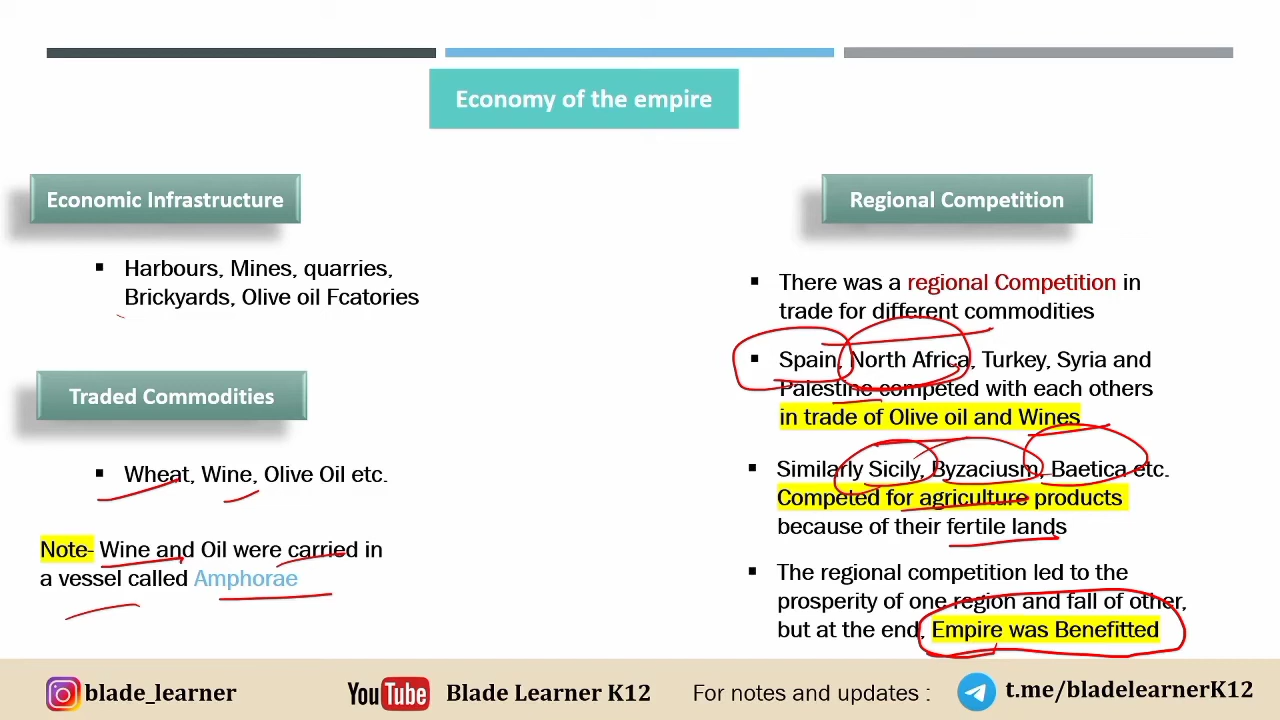 Economy of the empire
Economic Infrastructure
Harbours, Mines, quarries,
Brickyards, Olive oil Fcatories
Traded Commodities
Wheat, Wine, Olive Oil etc.
Note- Wine and Oil were carried in
a vessel called Amphorae
Regional Competition
There was a regional Competition in
trade for different commodities
Spain, North Africa, Turkey, Syria and
Palestine competed with each others
in trade of Olive oil and Wines
Similarly Sicily, Byzaciusm, Baetica etc.
Competed for agriculture products
because of their fertile lands
The regional competition led to the
prosperity of one region and fall of other,
but at the end, Empire was Benefitted
blade_learner
YouTube Blade Learner K12
For notes and updates : t.me/bladelearnerK12